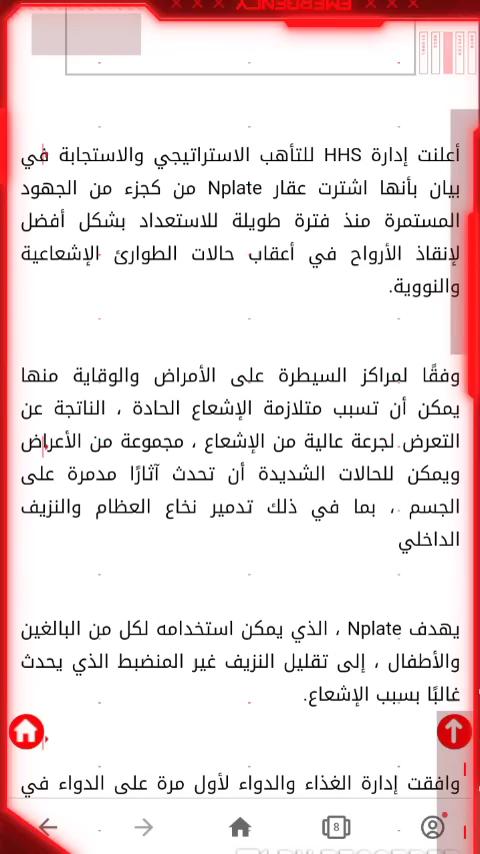 EMERGENCY
أعلنت إدارة HHS للتأهب الاستراتيجي والاستجابة في
بيان بأنها اشترت عقار Nplate من كجزء من الجهود
المستمرة منذ فترة طويلة للاستعداد بشكل أفضل
لإنقاذ الأرواح في أعقاب حالات الطوارئ الإشعاعية
والنووية.
وفقًا لمراكز السيطرة على الأمراض والوقاية منها
يمكن أن تسبب متلازمة الإشعاع الحادة ، الناتجة عن
التعرض لجرعة عالية من الإشعاع ، مجموعة من الأعراض
ويمكن للحالات الشديدة أن تحدث آثارًا مدمرة على
الجسم ، بما في ذلك تدمير نخاع العظام والنزيف
الداخلي
يهدف Nplate ، الذي يمكن استخدامه لكل من البالغين
والأطفال ، إلى تقليل النزيف غير المنضبط الذي يحدث
غالبًا بسبب الإشعاع.
وافقت إدارة الغذاء والدواء لأول مرة على الدواء في
8